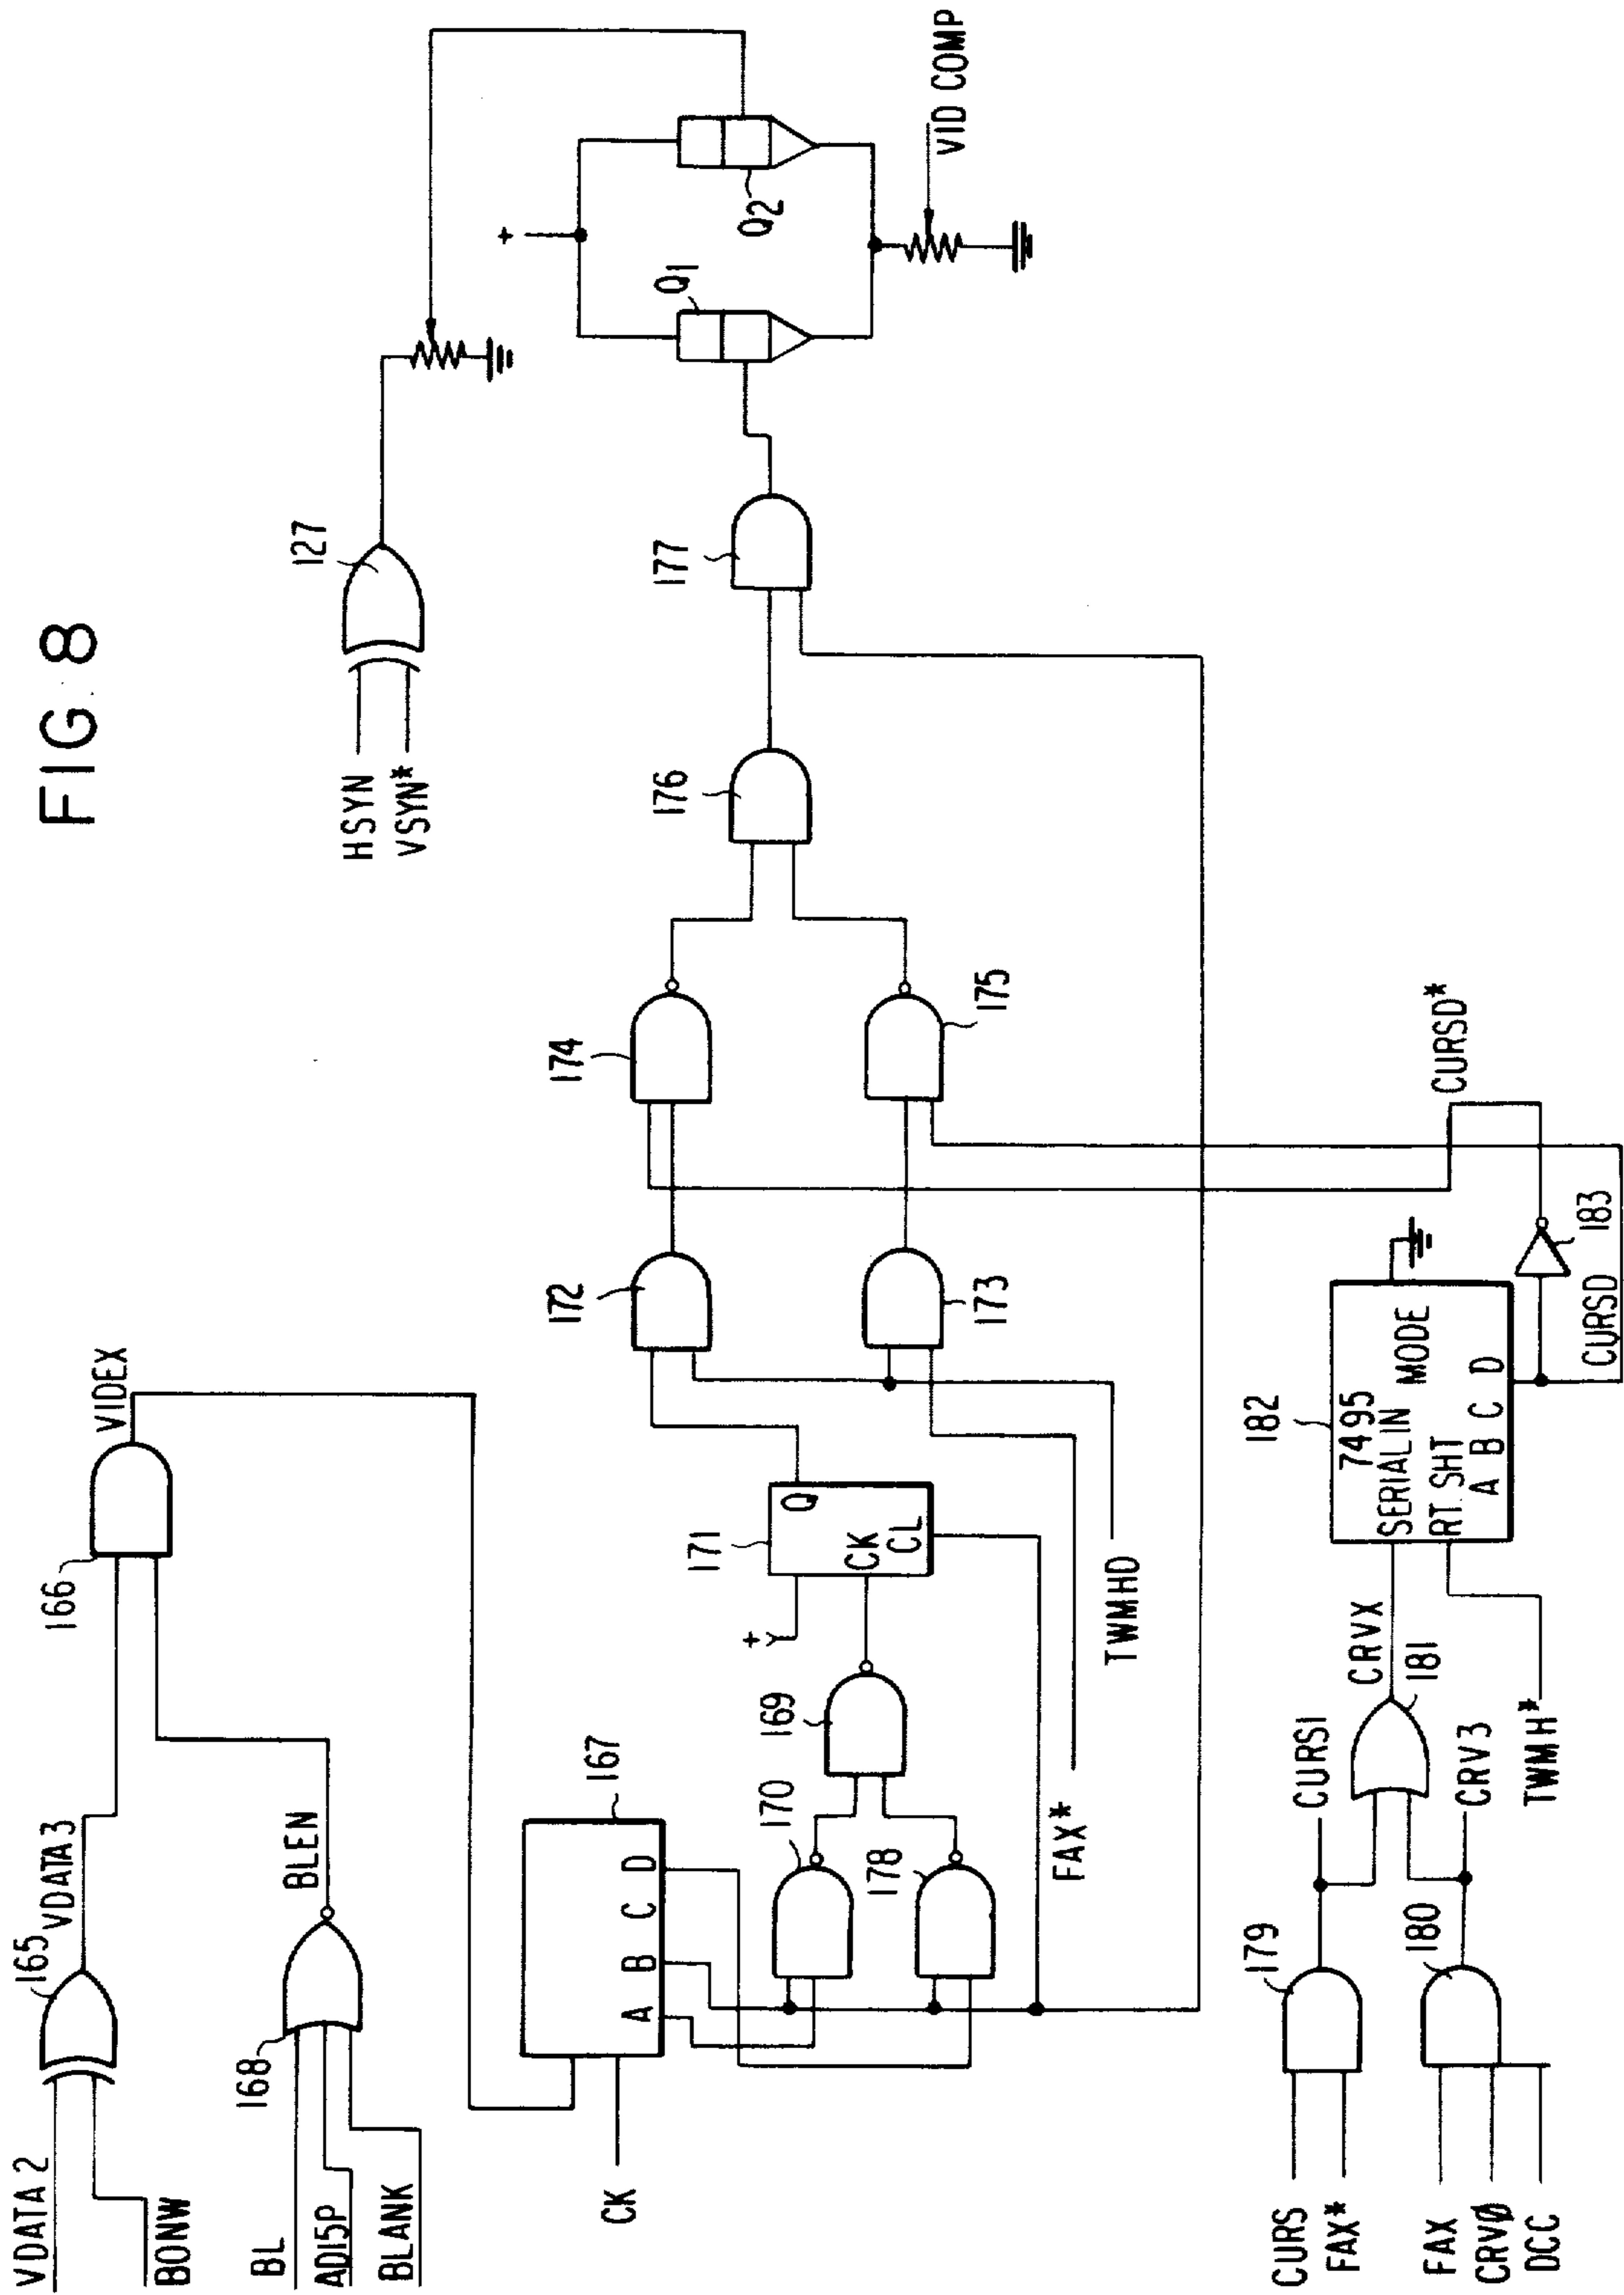 FIG. 8
VDATA 2
BONW
165
VDATA3
BL
ADI5P
BLANK
168
BLEN
166
VIDEX
HSYN
VSYN*
127
CK
167
A B C D
170
178
169
+
171
Q
CK
CL
FAX*
TWMHD
172
173
174
175
176
177
+
Q1
Q2
VID COMP
CURS
FAX*
179
CURS1
FAX
CRVØ
DCC
180
CRV3
CRVX
181
TWMH*
182
7495
SERIAL IN
RT. SHT
MODE
A B C D
183
CURSD
CURSD*